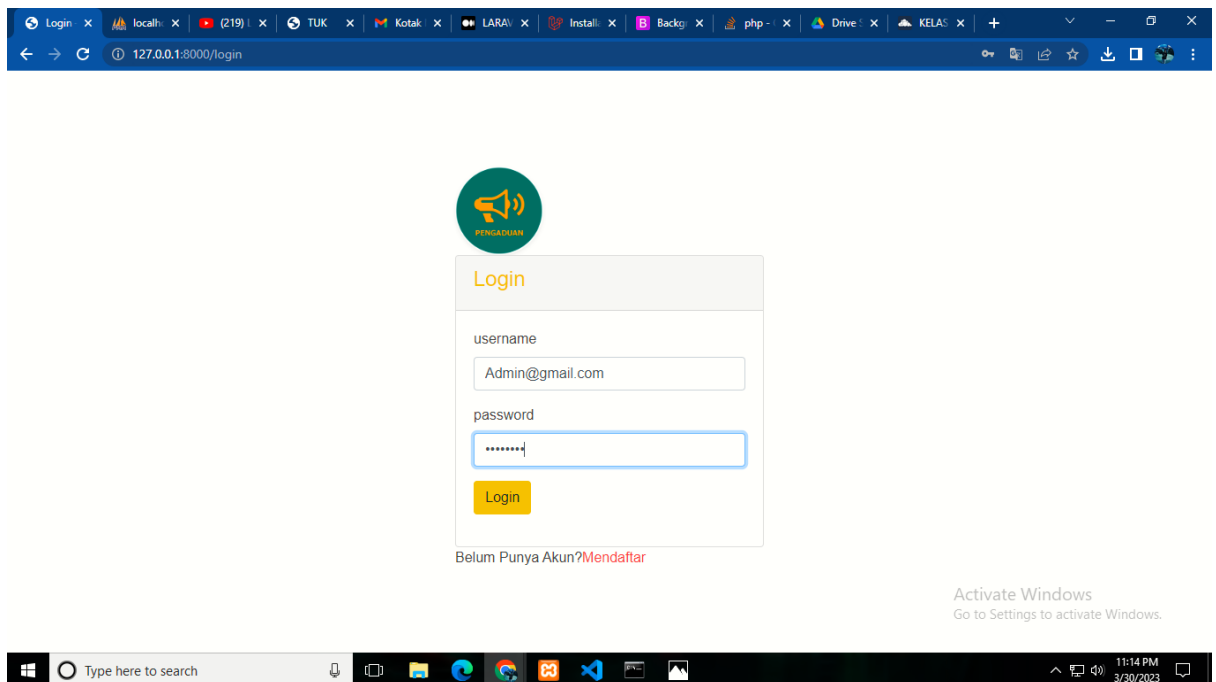 Login
localh
(219)
TUK
Kotak
LARAV
Install
Backgr
php -
Drive S
KELAS
127.0.0.1:8000/login
PENGADUAN
Login
username
Admin@gmail.com
password
Login
Belum Punya Akun?Mendaftar
Activate Windows
Go to Settings to activate Windows.
Type here to search
11:14 PM
3/30/2023